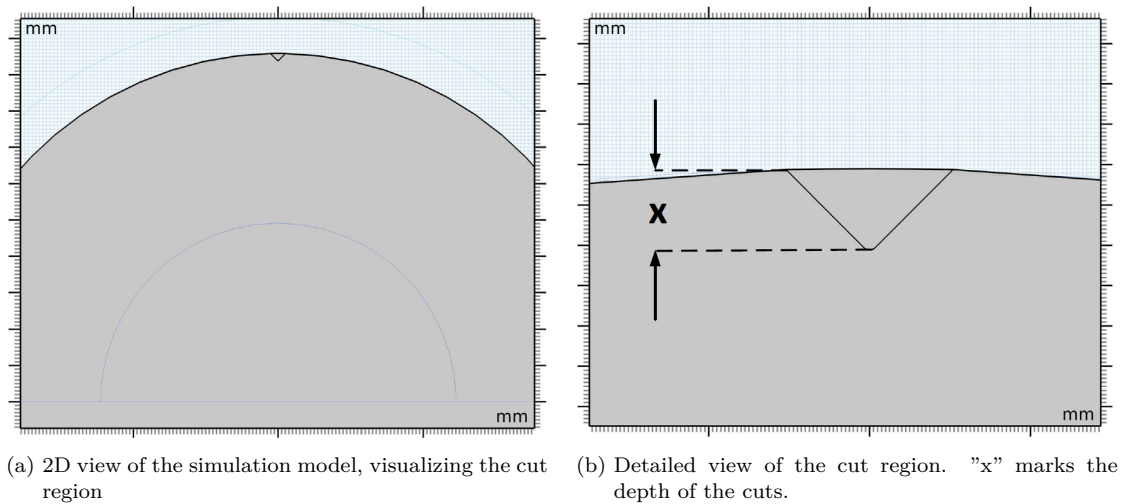 mm
mm
mm
x
mm
(a) 2D view of the simulation model, visualizing the cut
region
(b) Detailed view of the cut region. ”x” marks the
depth of the cuts.